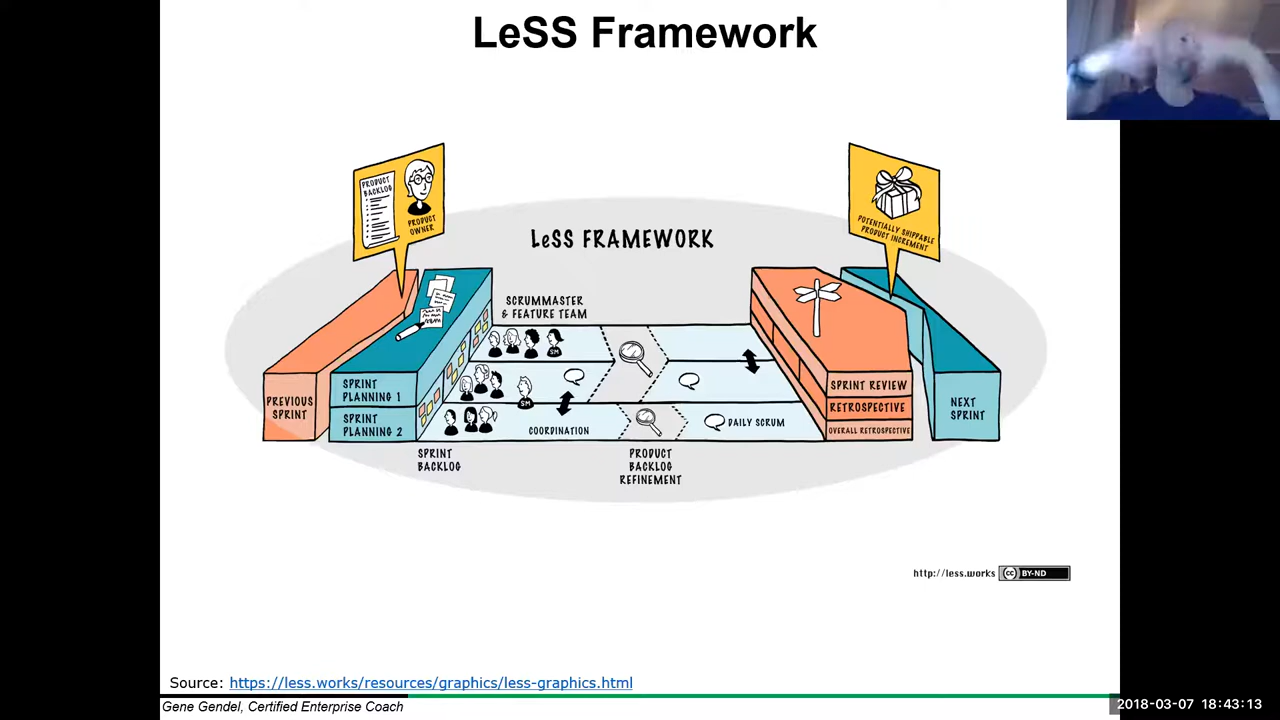 LeSS Framework
PRODUCT
BACKLOG
PRODUCT
OWNER
POTENTIALLY SHIPPABLE
PRODUCT INCREMENT
LeSS FRAMEWORK
SCRUMMASTER
& FEATURE TEAM
SM
SM
PREVIOUS
SPRINT
SPRINT
PLANNING 1
SPRINT
PLANNING 2
SPRINT
BACKLOG
COORDINATION
PRODUCT
BACKLOG
REFINEMENT
DAILY SCRUM
SPRINT REVIEW
RETROSPECTIVE
OVERALL RETROSPECTIVE
NEXT
SPRINT
http://less.works cc BY-ND
Source: https://less.works/resources/graphics/less-graphics.html
Gene Gendel, Certified Enterprise Coach
2018-03-07 18:43:13